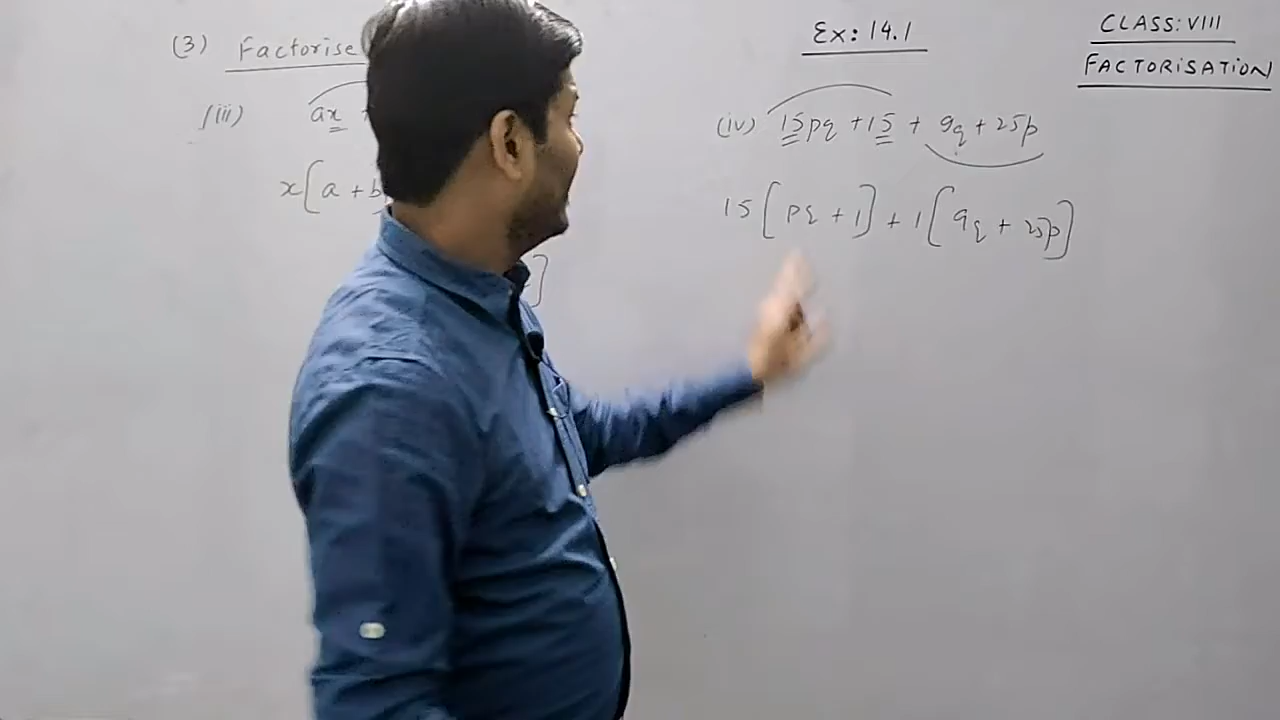 Ex: 14.1
CLASS: VIII
FACTORISATION
(3) Factorise
(iii) ax
x[a + b
]
(iv) 15pq + 15 + 9q + 25p
15[pq + 1] + 1[9q + 25p]